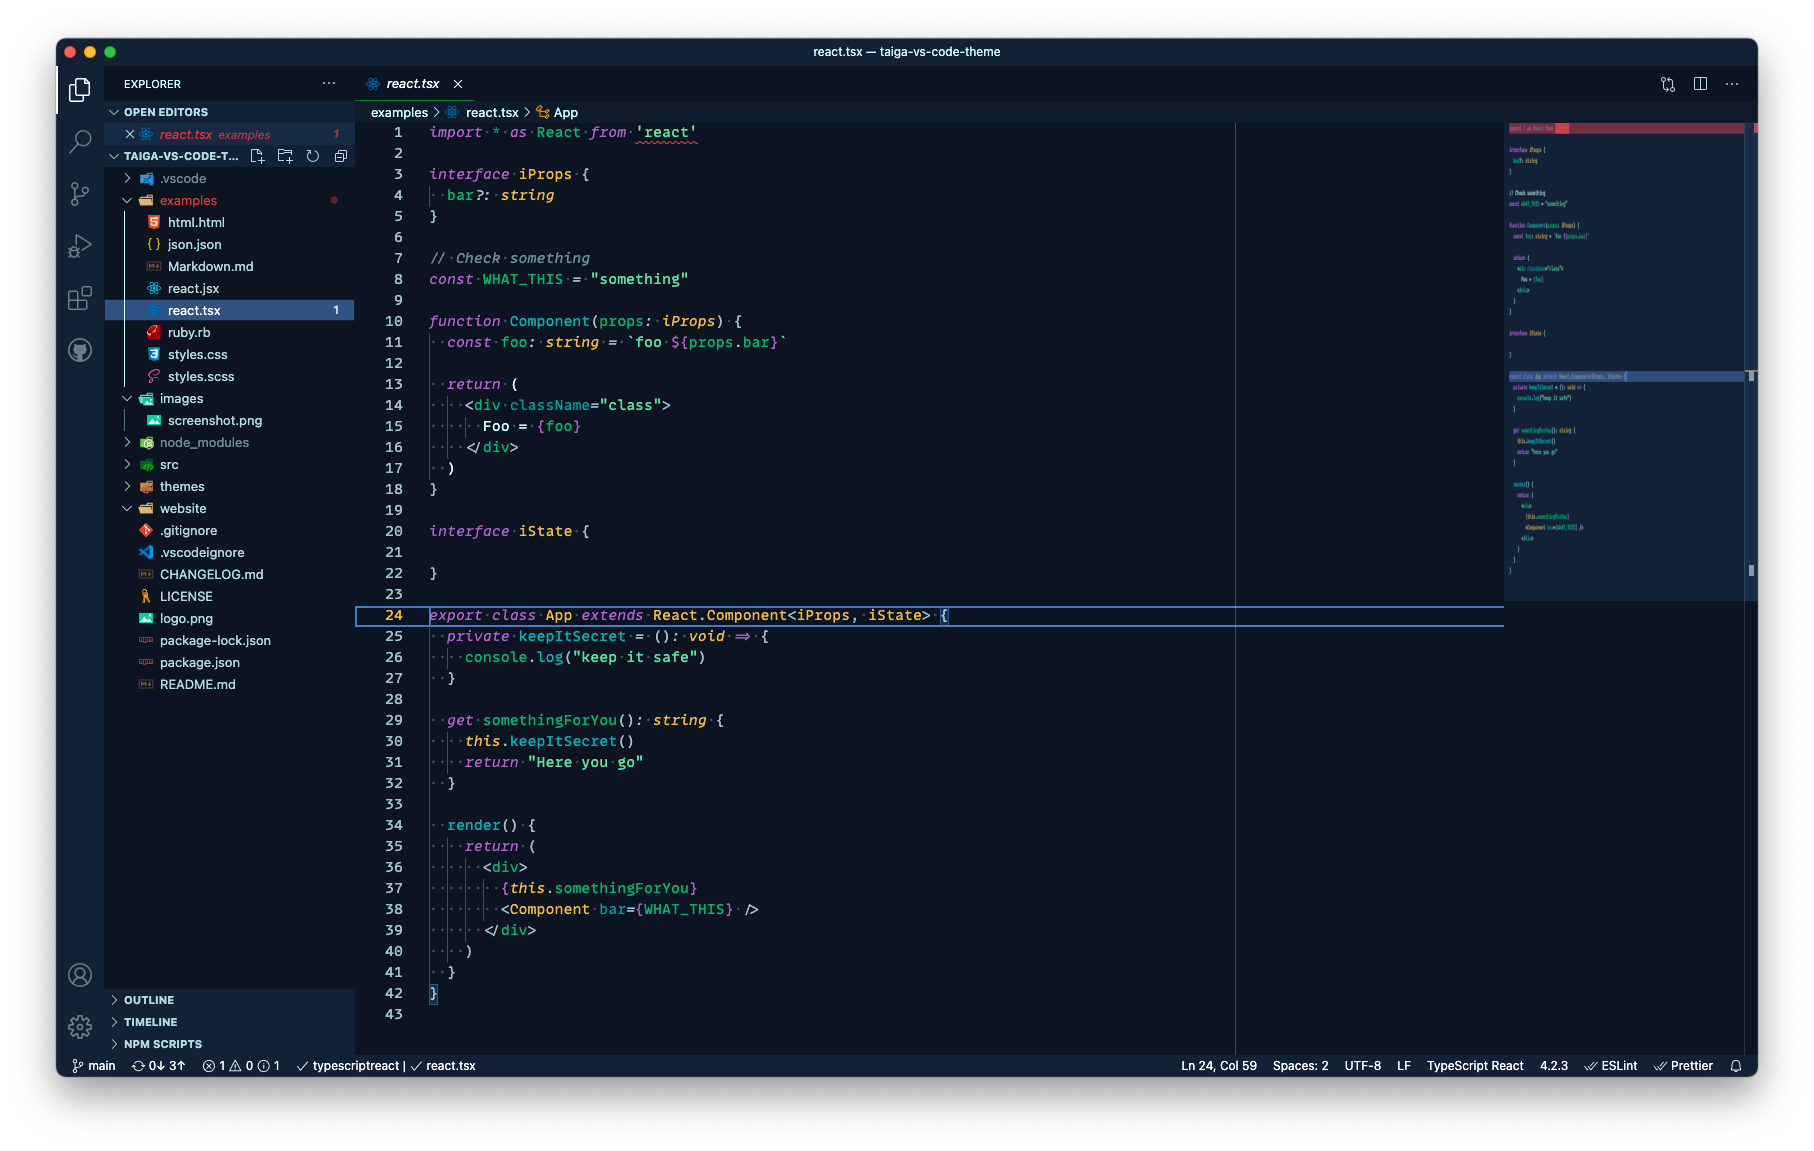 react.tsx — taiga-vs-code-theme
EXPLORER
OPEN EDITORS
react.tsx examples 1
TAIGA-VS-CODE-T...
.vscode
examples
html.html
json.json
Markdown.md
react.jsx
react.tsx 1
ruby.rb
styles.css
styles.scss
images
screenshot.png
node_modules
src
themes
website
.gitignore
.vscodeignore
CHANGELOG.md
LICENSE
logo.png
package-lock.json
package.json
README.md
OUTLINE
TIMELINE
NPM SCRIPTS
react.tsx
examples > react.tsx > App
1 import * as React from 'react'
2
3 interface iProps {
4 bar?: string
5 }
6
7 // Check something
8 const WHAT_THIS = "something"
9
10 function Component(props: iProps) {
11 const foo: string = `foo ${props.bar}`
12
13 return (
14 <div className="class">
15 Foo = {foo}
16 </div>
17 )
18 }
19
20 interface iState {
21
22 }
23
24 export class App extends React.Component<iProps, iState> {
25 private keepItSecret = (): void => {
26 console.log("keep it safe")
27 }
28
29 get somethingForYou(): string {
30 this.keepItSecret()
31 return "Here you go"
32 }
33
34 render() {
35 return (
36 <div>
37 {this.somethingForYou}
38 <Component bar={WHAT_THIS} />
39 </div>
40 )
41 }
42 }
43
main 0↓ 3↑ 1 0 1 typescriptreact | react.tsx Ln 24, Col 59 Spaces: 2 UTF-8 LF TypeScript React 4.2.3 ESLint Prettier